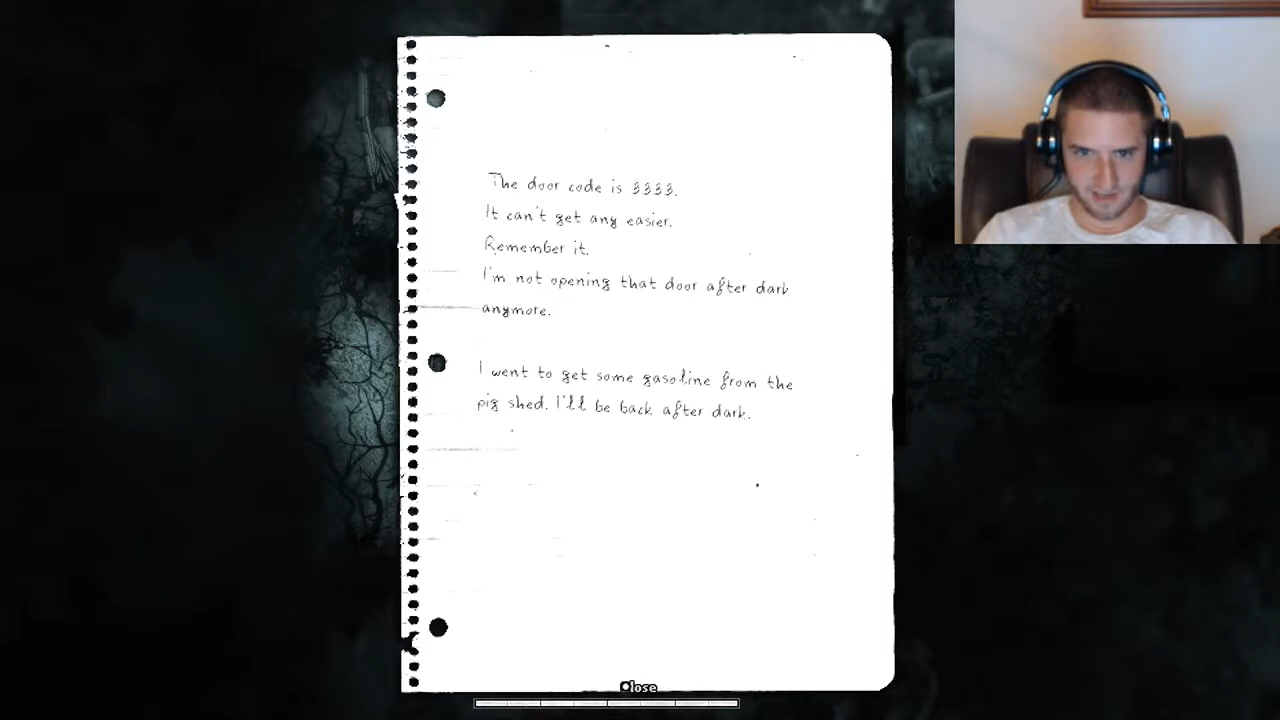 The door code is 3333.
It can't get any easier.
Remember it.
I'm not opening that door after dark
anymore.
I went to get some gasoline from the
pig shed. I'll be back after dark.
Close